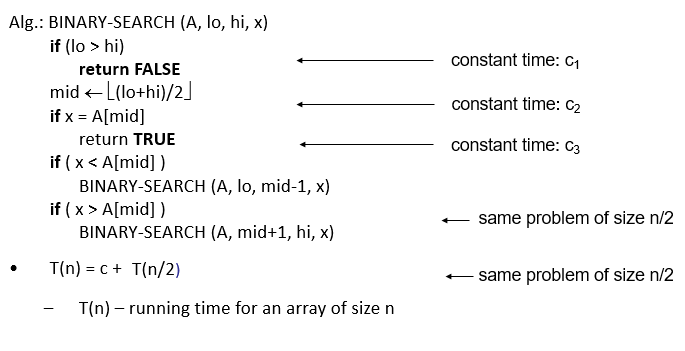 Alg.: BINARY-SEARCH (A, lo, hi, x)
if (lo > hi)
return FALSE
constant time: c₁
mid ← ⌊(lo+hi)/2⌋
constant time: c₂
if x = A[mid]
return TRUE
constant time: c₃
if ( x < A[mid] )
BINARY-SEARCH (A, lo, mid-1, x)
if ( x > A[mid] )
same problem of size n/2
BINARY-SEARCH (A, mid+1, hi, x)
• T(n) = c + T(n/2)
same problem of size n/2
– T(n) – running time for an array of size n